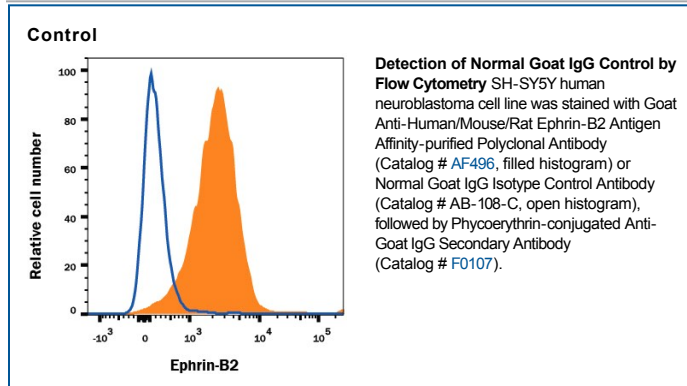 Control
Relative cell number
100
80
60
40
20
0
-10³ 0 10³ 10⁴ 10⁵
Ephrin-B2
Detection of Normal Goat IgG Control by
Flow Cytometry SH-SY5Y human
neuroblastoma cell line was stained with Goat
Anti-Human/Mouse/Rat Ephrin-B2 Antigen
Affinity-purified Polyclonal Antibody
(Catalog # AF496, filled histogram) or
Normal Goat IgG Isotype Control Antibody
(Catalog # AB-108-C, open histogram),
followed by Phycoerythrin-conjugated Anti-
Goat IgG Secondary Antibody
(Catalog # F0107).